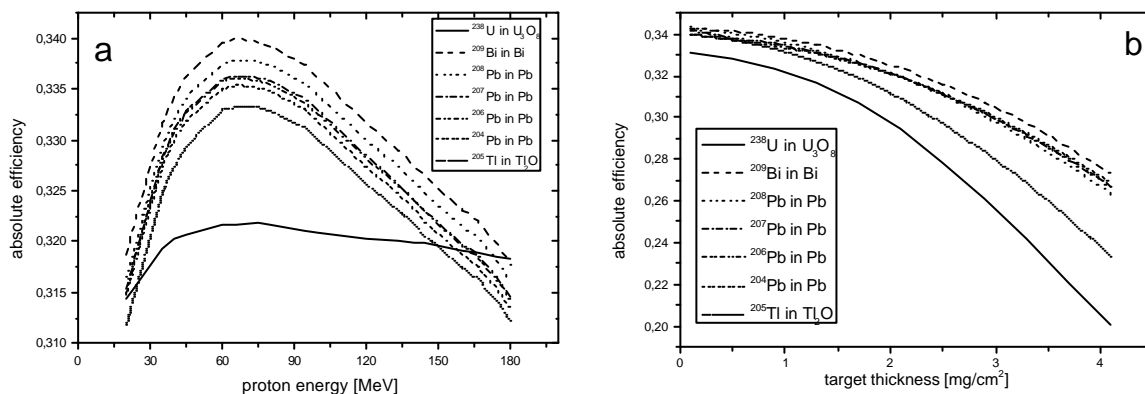 a
absolute efficiency
0,340
0,335
0,330
0,325
0,320
0,315
0,310
0
30
60
90
120
150
180
proton energy [MeV]
²³⁸U in U₃O₈
²⁰⁹Bi in Bi
²⁰⁸Pb in Pb
²⁰⁷Pb in Pb
²⁰⁶Pb in Pb
²⁰⁴Pb in Pb
²⁰⁵Tl in Tl₂O
b
absolute efficiency
0,34
0,32
0,30
0,28
0,26
0,24
0,22
0,20
0
1
2
3
4
target thickness [mg/cm²]
²³⁸U in U₃O₈
²⁰⁹Bi in Bi
²⁰⁸Pb in Pb
²⁰⁷Pb in Pb
²⁰⁶Pb in Pb
²⁰⁴Pb in Pb
²⁰⁵Tl in Tl₂O